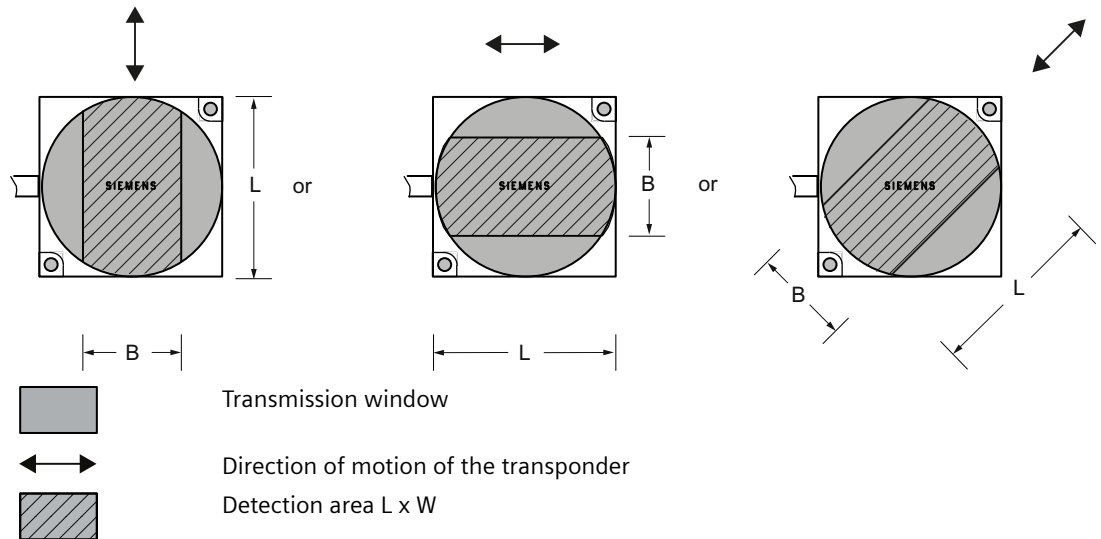 SIEMENS
L
or
B
SIEMENS
B
or
L
SIEMENS
B
L
Transmission window
Direction of motion of the transponder
Detection area L x W